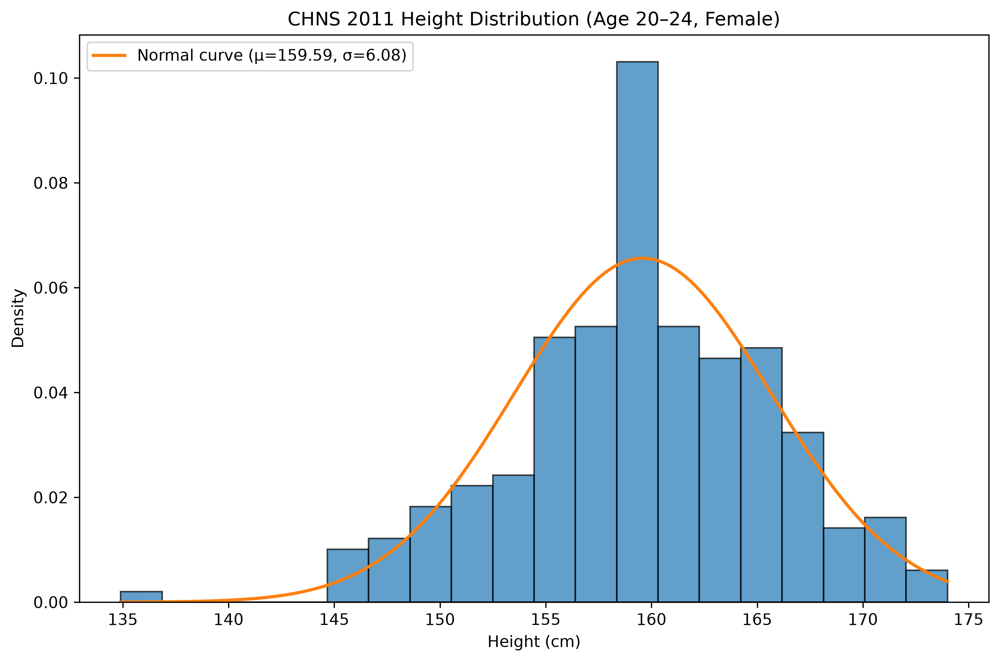 CHNS 2011 Height Distribution (Age 20–24, Female)
Normal curve (μ=159.59, σ=6.08)
0.10
0.08
0.06
0.04
0.02
0.00
Density
135 140 145 150 155 160 165 170 175
Height (cm)